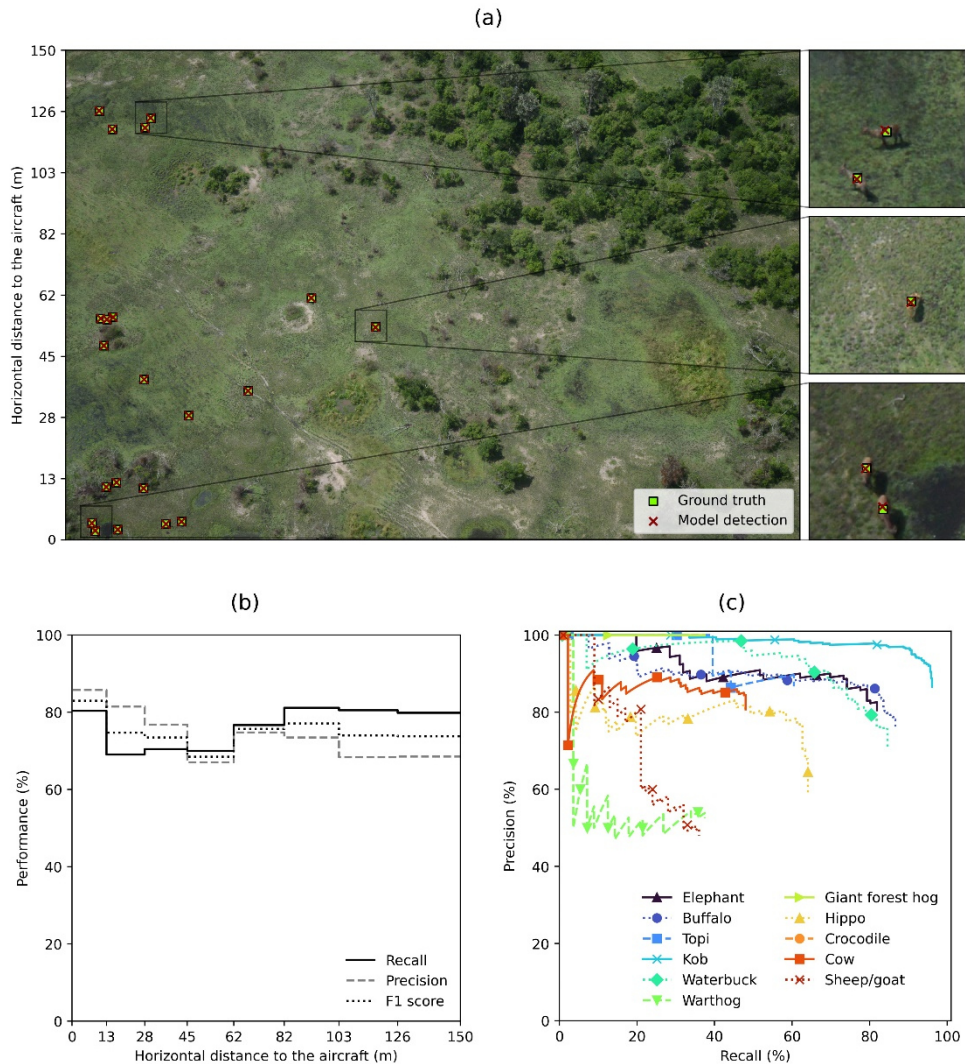 (a)
150
126
103
82
62
45
28
13
0
Horizontal distance to the aircraft (m)
Ground truth
Model detection
(b)
100
80
60
40
20
0
Performance (%)
Recall
Precision
F1 score
0 13 28 45 62 82 103 126 150
Horizontal distance to the aircraft (m)
(c)
100
80
60
40
20
0
Precision (%)
Elephant
Buffalo
Topi
Kob
Waterbuck
Warthog
Giant forest hog
Hippo
Crocodile
Cow
Sheep/goat
0 20 40 60 80 100
Recall (%)